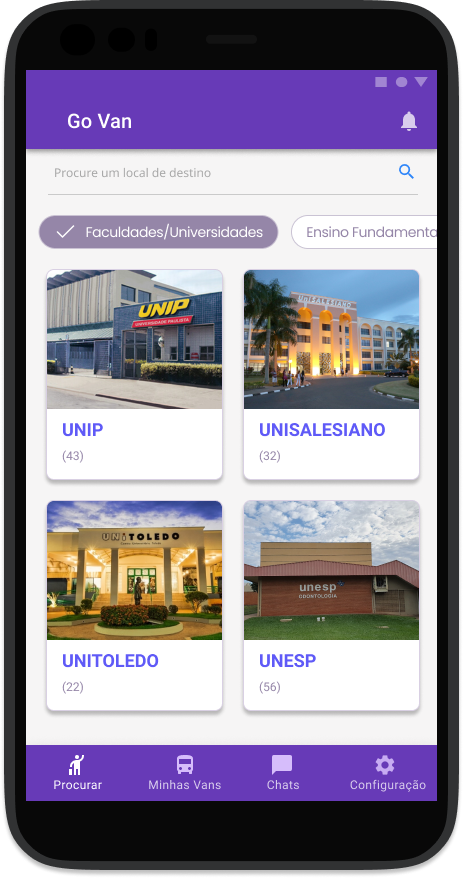 Go Van
Procure um local de destino
Faculdades/Universidades
Ensino Fundamenta
UNIP
UNIVERSIDADE PAULISTA
UniSALESIANO
UNIP
UNISALESIANO
(43)
(32)
UNITOLEDO
unesp
ODONTOLOGIA
UNITOLEDO
UNESP
(22)
(56)
Procurar
Minhas Vans
Chats
Configuração